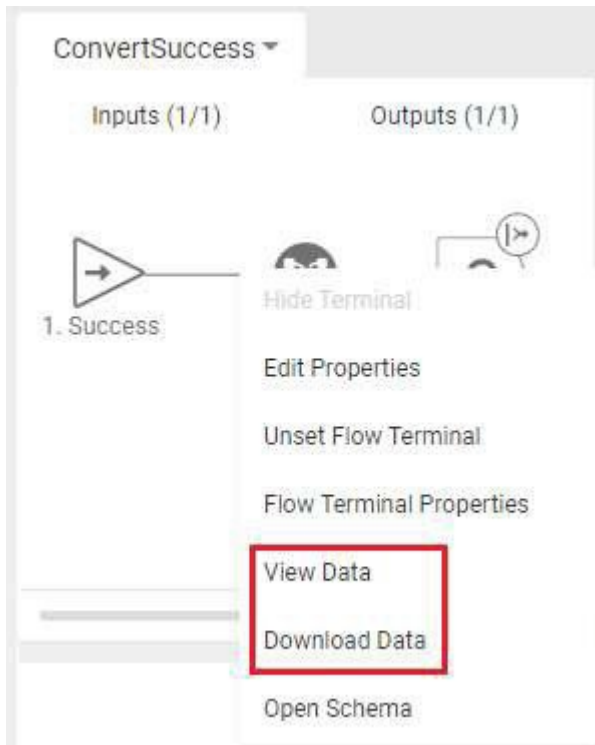 ConvertSuccess
Inputs (1/1) Outputs (1/1)
1. Success
Hide Terminal
Edit Properties
Unset Flow Terminal
Flow Terminal Properties
View Data
Download Data
Open Schema